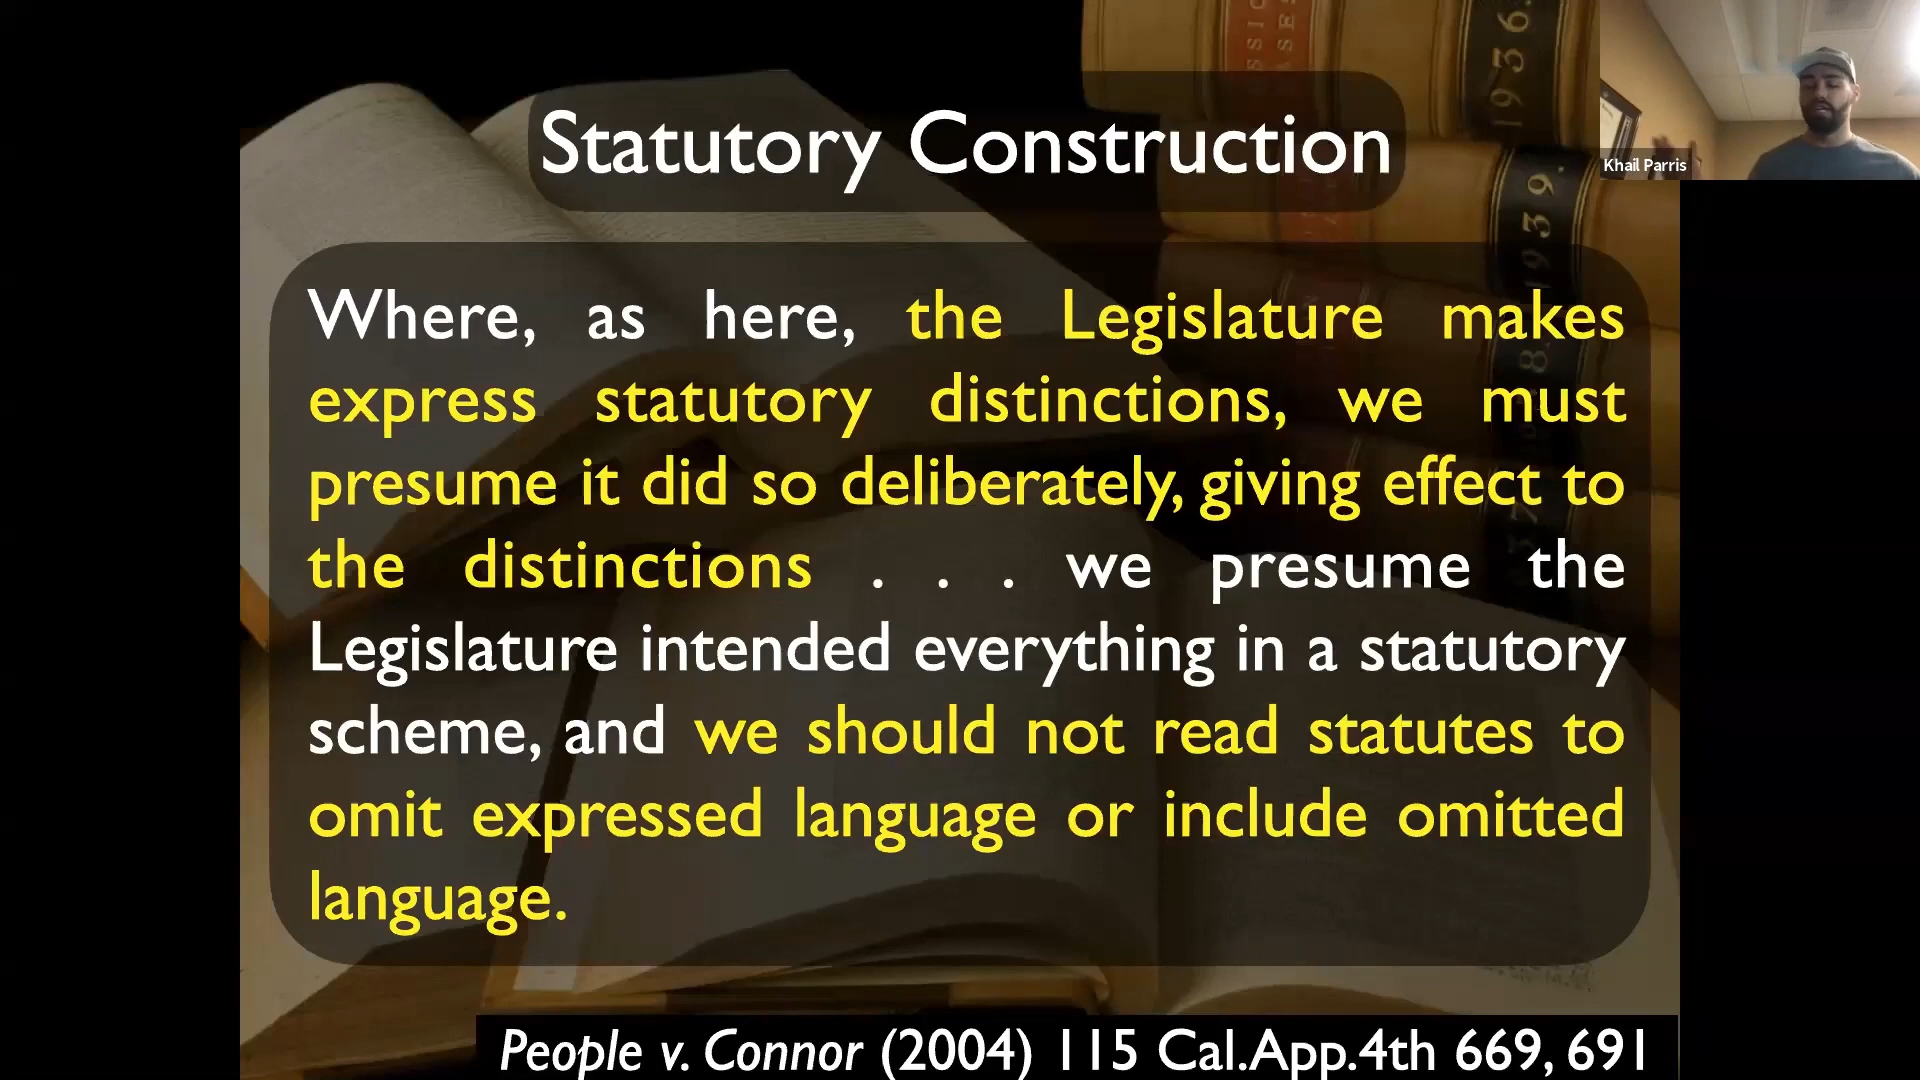 Statutory Construction
Khail Parris
Where, as here, the Legislature makes
express statutory distinctions, we must
presume it did so deliberately, giving effect to
the distinctions . . . we presume the
Legislature intended everything in a statutory
scheme, and we should not read statutes to
omit expressed language or include omitted
language.
People v. Connor (2004) 115 Cal.App.4th 669, 691
1936.
1939.